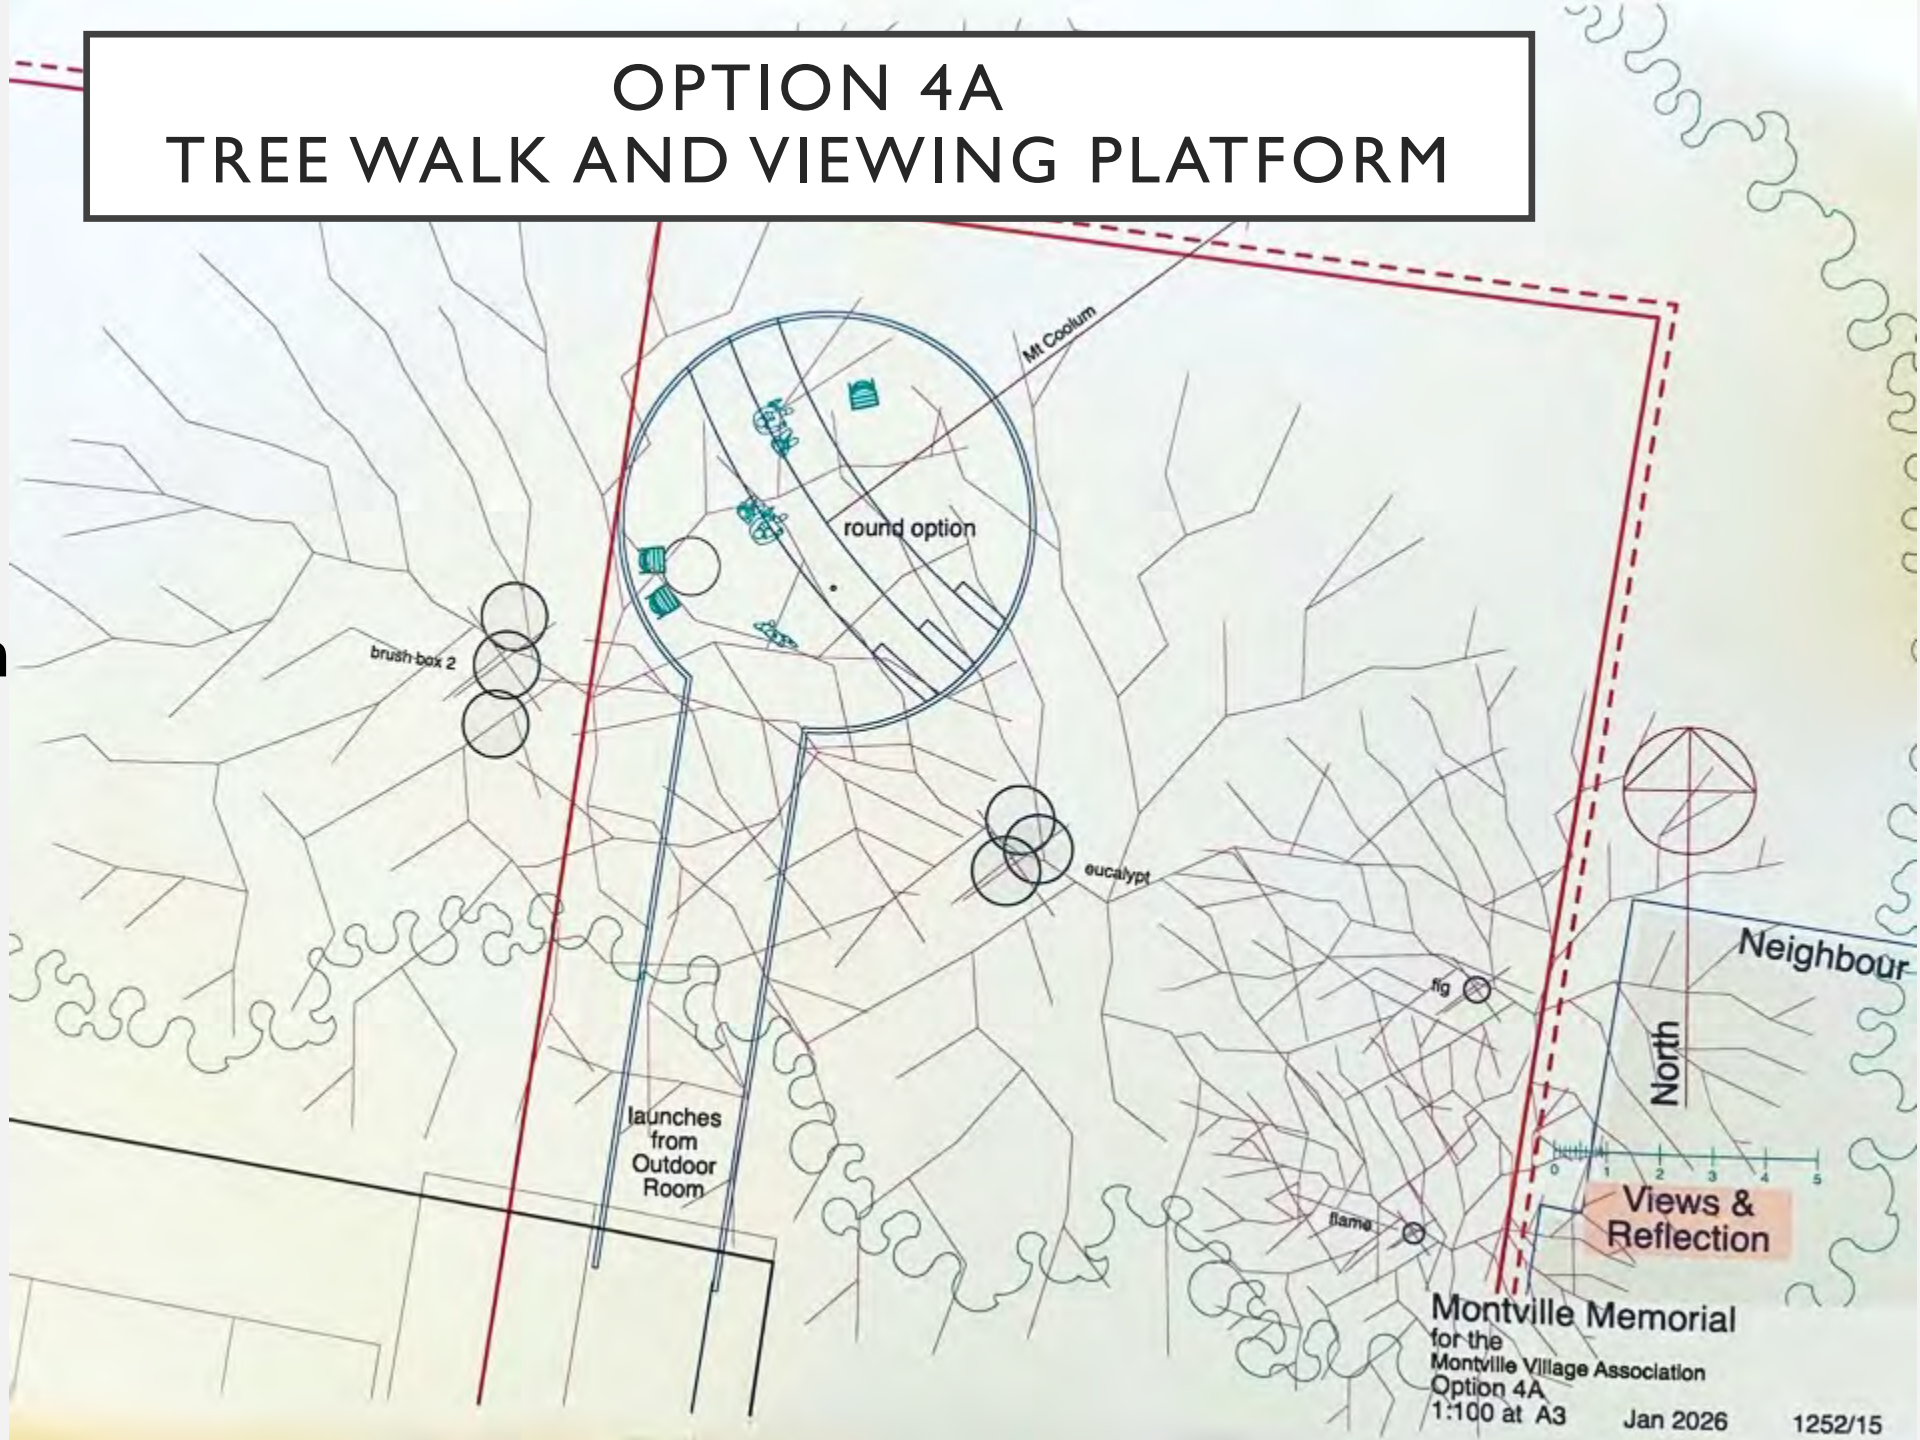 OPTION 4A
TREE WALK AND VIEWING PLATFORM
Mt Coolum
round option
brush box 2
eucalypt
Neighbour
fig
North
launches
from
Outdoor
Room
0 1 2 3 4 5
Views &
Reflection
flame
Montville Memorial
for the
Montville Village Association
Option 4A
1:100 at A3 Jan 2026 1252/15